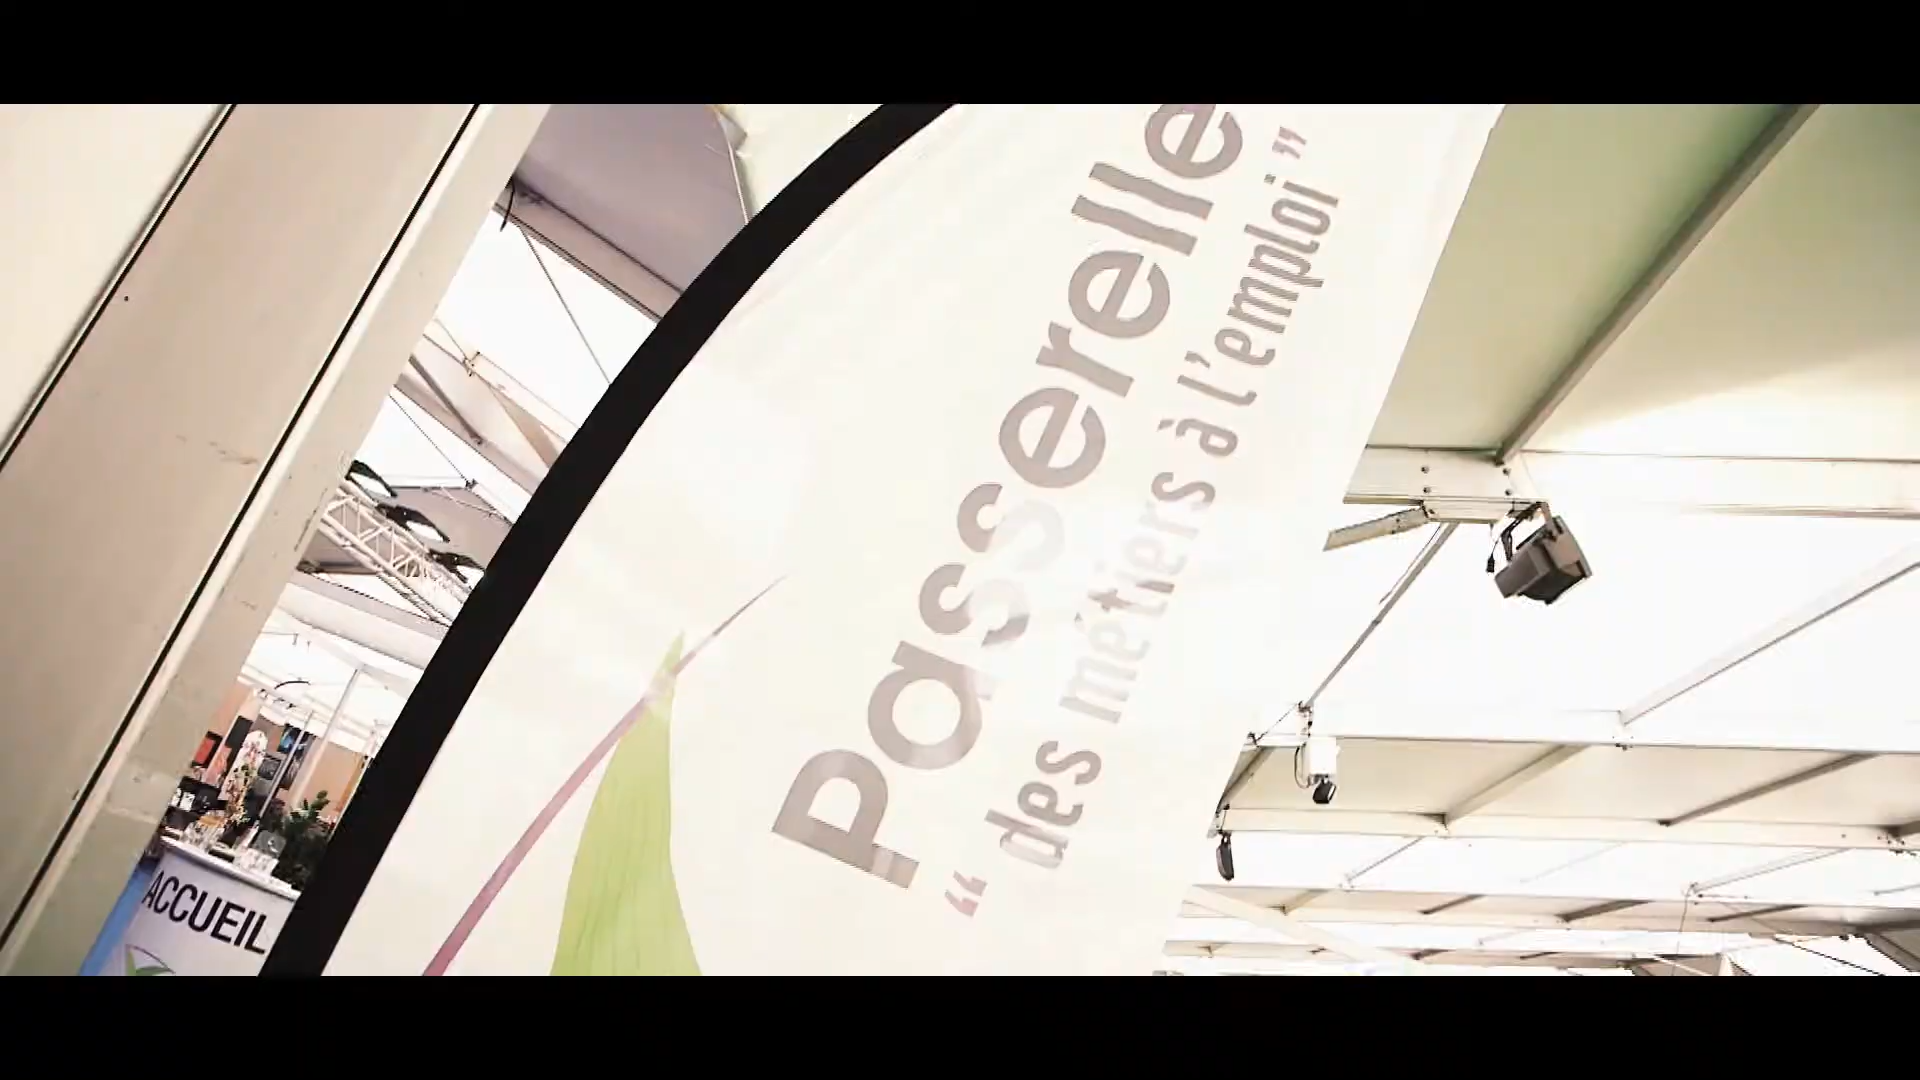 Passerelle
“des métiers à l'emploi”
ACCUEIL